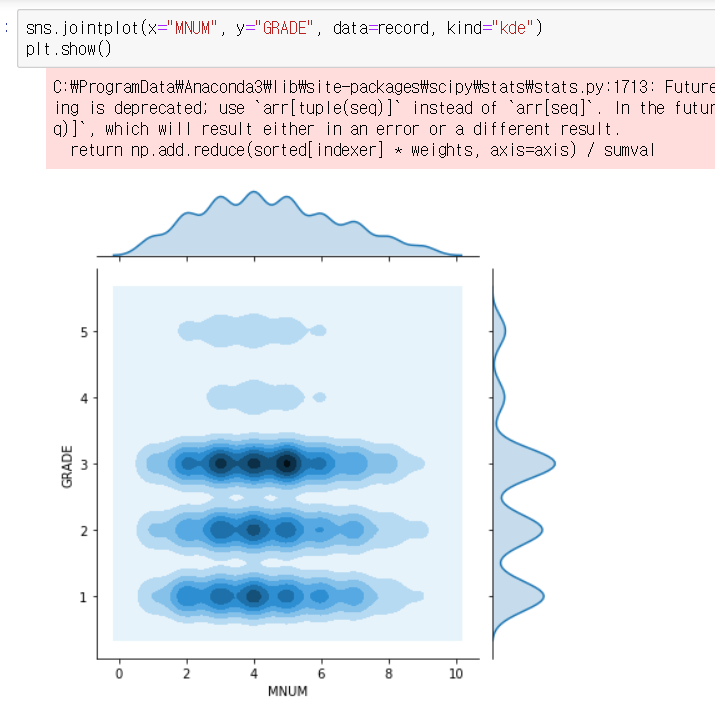 :
sns.jointplot(x="MNUM", y="GRADE", data=record, kind="kde")
plt.show()
C:₩ProgramData₩Anaconda3₩lib₩site-packages₩scipy₩stats₩stats.py:1713: Future
ing is deprecated; use `arr[tuple(seq)]` instead of `arr[seq]`. In the futur
q)]`, which will result either in an error or a different result.
return np.add.reduce(sorted[indexer] * weights, axis=axis) / sumval
5
4
3
2
1
GRADE
0 2 4 6 8 10
MNUM